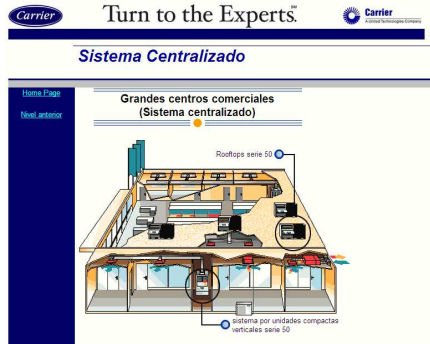 Carrier
Turn to the Experts.℠
Carrier
A United Technologies Company
Sistema Centralizado
Home Page
Nivel anterior
Grandes centros comerciales
(Sistema centralizado)
Rooftops serie 50
sistema por unidades compactas
verticales serie 50